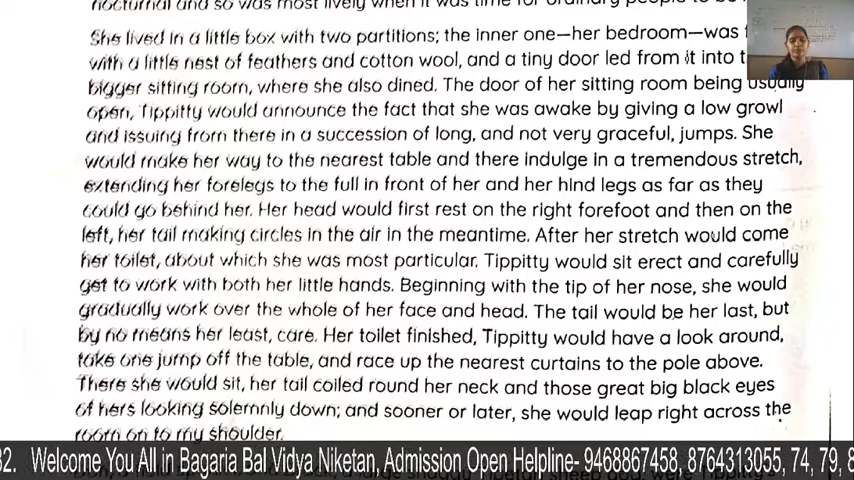 nocturnal and so was most lively when it was time for ordinary people to be
She lived in a little box with two partitions; the inner one—her bedroom—was
with a little nest of feathers and cotton wool, and a tiny door led from it into
bigger sitting room, where she also dined. The door of her sitting room being usually
open, Tippitty would announce the fact that she was awake by giving a low growl
and issuing from there in a succession of long, and not very graceful, jumps. She
would make her way to the nearest table and there indulge in a tremendous stretch,
extending her forelegs to the full in front of her and her hind legs as far as they
could go behind her. Her head would first rest on the right forefoot and then on the
left, her tail making circles in the air in the meantime. After her stretch would come
her toilet, about which she was most particular. Tippitty would sit erect and carefully
get to work with both her little hands. Beginning with the tip of her nose, she would
gradually work over the whole of her face and head. The tail would be her last, but
by no means her least, care. Her toilet finished, Tippitty would have a look around,
take one jump off the table, and race up the nearest curtains to the pole above.
There she would sit, her tail coiled round her neck and those great big black eyes
of hers looking solemnly down; and sooner or later, she would leap right across the
room on to my shoulder.
32. Welcome You All in Bagaria Bal Vidya Niketan, Admission Open Helpline- 9468867458, 8764313055, 74, 79, 8